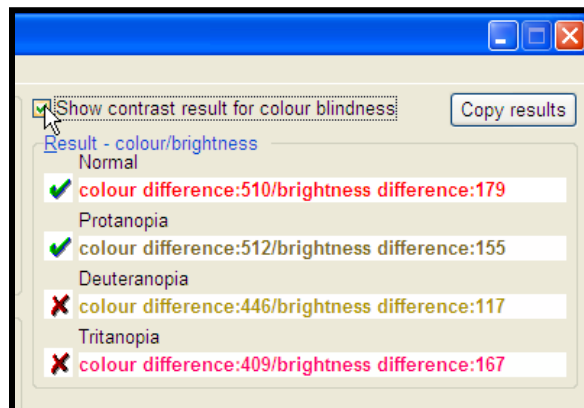 Show contrast result for colour blindness
Copy results
Result - colour/brightness
Normal
colour difference:510/brightness difference:179
Protanopia
colour difference:512/brightness difference:155
Deuteranopia
colour difference:446/brightness difference:117
Tritanopia
colour difference:409/brightness difference:167